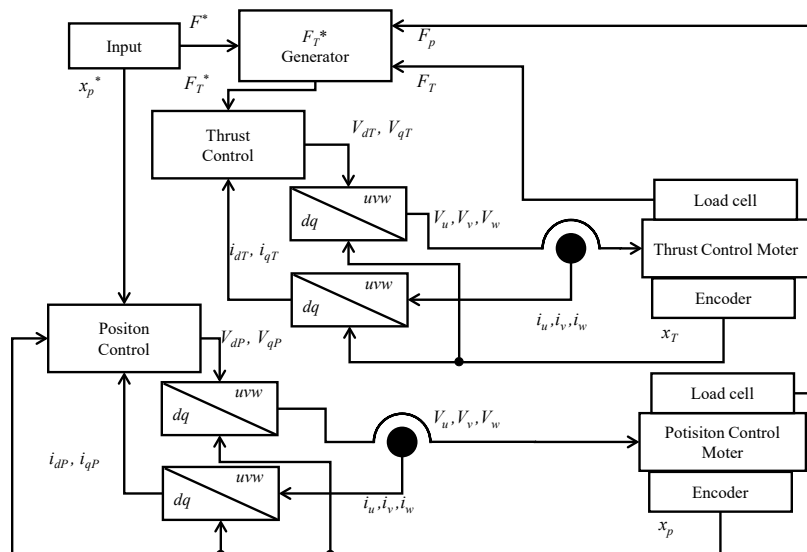 F*
Input
F_T*
Generator
F_p
F_T
x_p*
F_T*
Thrust
Control
V_dT, V_qT
uvw
dq
V_u,V_v,V_w
Load cell
Thrust Control Moter
Encoder
i_dT, i_qT
uvw
dq
i_u,i_v,i_w
x_T
Positon
Control
V_dP, V_qP
uvw
dq
V_u,V_v,V_w
Load cell
Potisiton Control
Moter
Encoder
i_dP, i_qP
uvw
dq
i_u,i_v,i_w
x_p